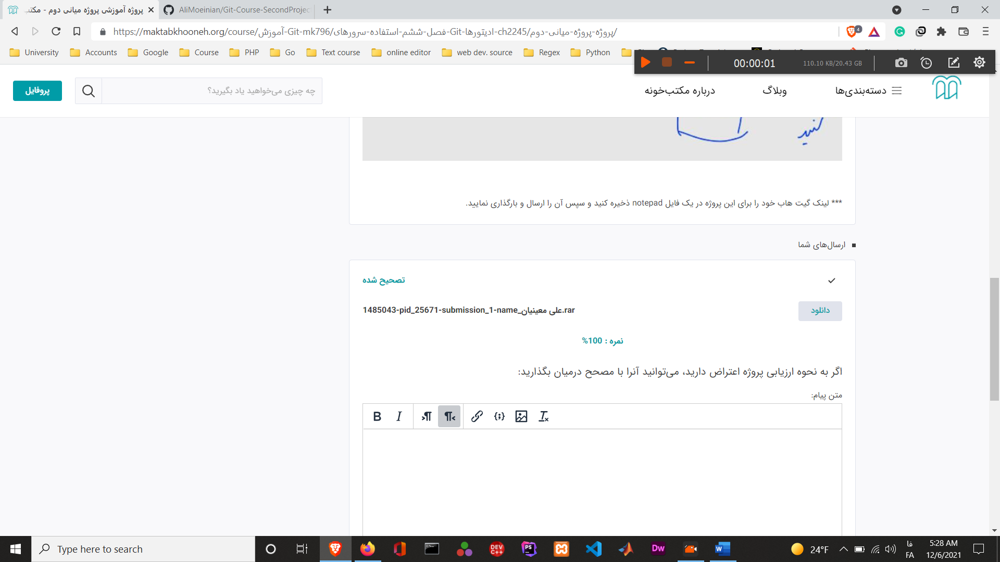 پروژه آموزشی پروژه میانی دوم - مکتب
AliMoeinian/Git-Course-SecondProjec
https://maktabkhooneh.org/course/آموزش-Git-mk796/فصل-ششم-استفاده-سرورهای-Git-ادیتورها-ch2245/پروژه-پروژه-میانی-دوم/
4
University
Accounts
Google
Course
PHP
Go
Text course
online editor
web dev. source
Regex
Python
00:00:01
110.10 KB/20.43 GB
دسته‌بندی‌ها
وبلاگ
درباره مکتب‌خونه
چه چیزی می‌خواهید یاد بگیرید؟
پروفایل
کنید
*** لینک گیت هاب خود را برای این پروژه در یک فایل notepad ذخیره کنید و سپس آن را ارسال و بارگذاری نمایید.
ارسال‌های شما
تصحیح شده
1485043-pid_25671-submission_1-name_علی معینیان.rar
دانلود
نمره : 100%
اگر به نحوه ارزیابی پروژه اعتراض دارید، می‌توانید آنرا با مصحح درمیان بگذارید:
متن پیام:
B I
Type here to search
DEV C++
PS
Dw
W
24°F
فا
FA
5:28 AM
12/6/2021